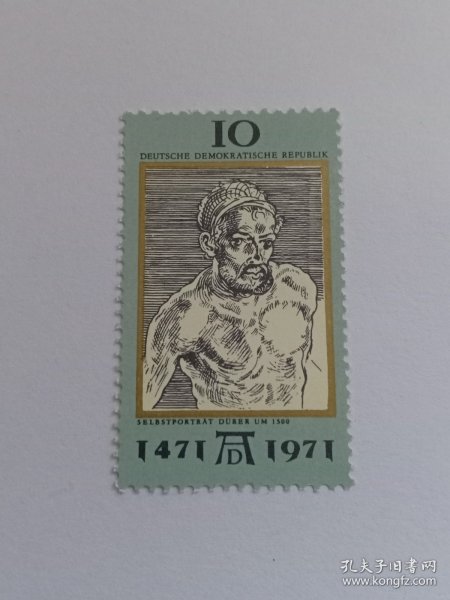 10
DEUTSCHE DEMOKRATISCHE REPUBLIK
SELBSTPORTRÄT DÜRER UM 1500
1471 AD 1971
孔夫子旧书网
www.kongfz.com